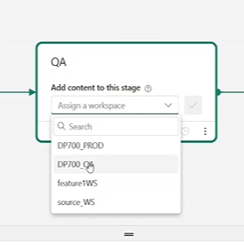 QA
Add content to this stage
Assign a workspace
Search
DP700_PROD
DP700_QA
feature1WS
source_WS